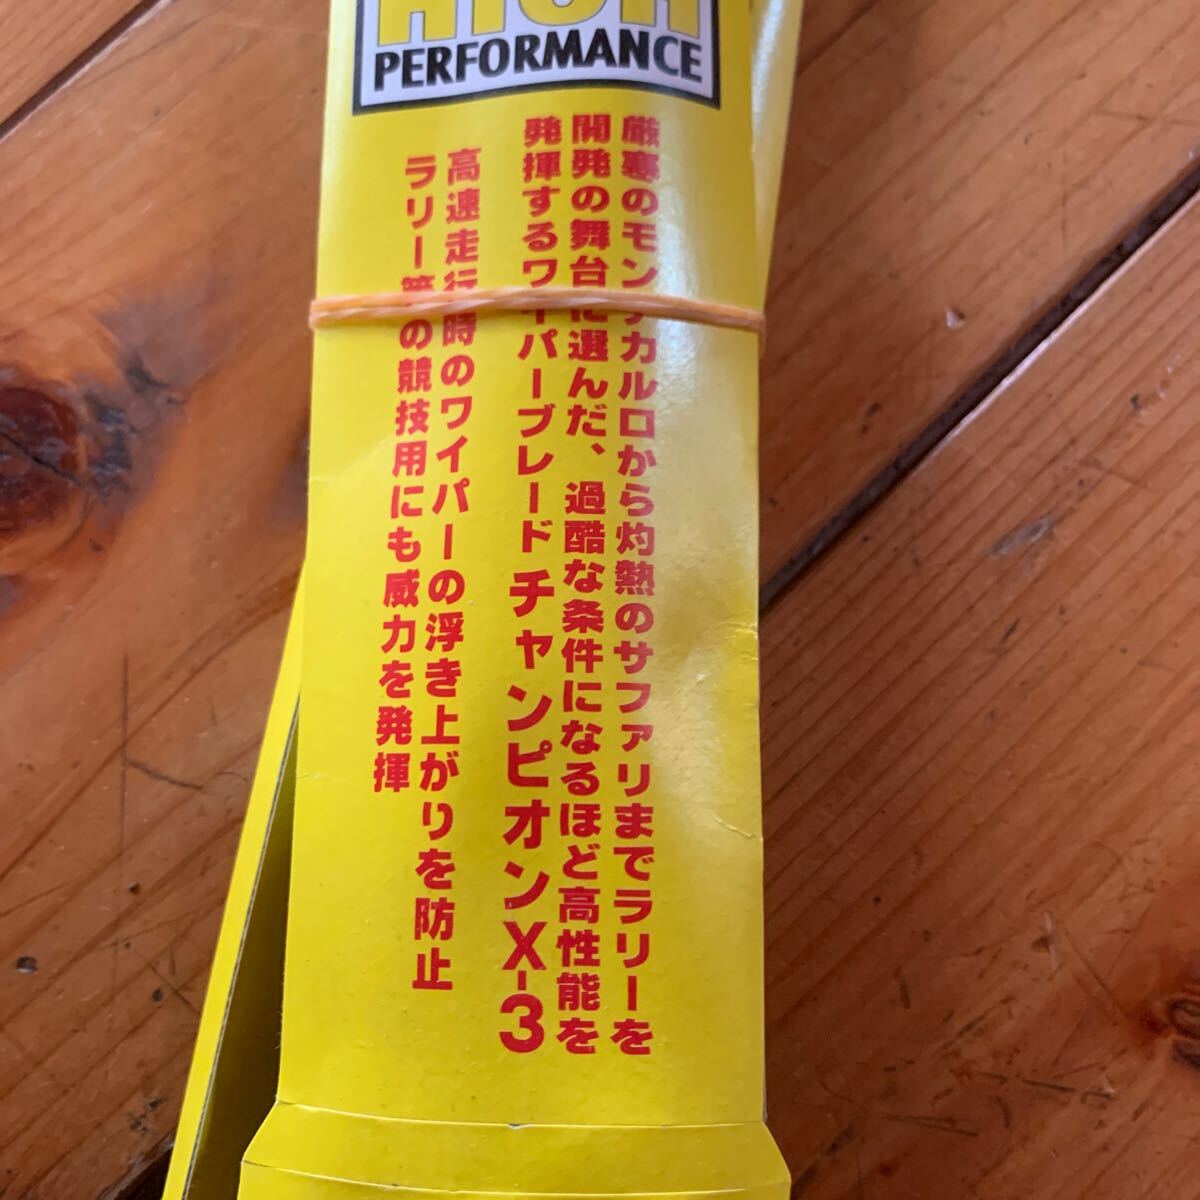 HIGH
PERFORMANCE
厳寒のモンテカルロから灼熱のサファリまでラリーを
開発の舞台に選んだ、過酷な条件になるほど高性能を
発揮するワイパーブレード チャンピオンX-3
高速走行時のワイパーの浮き上がりを防止
ラリー等の競技用にも威力を発揮